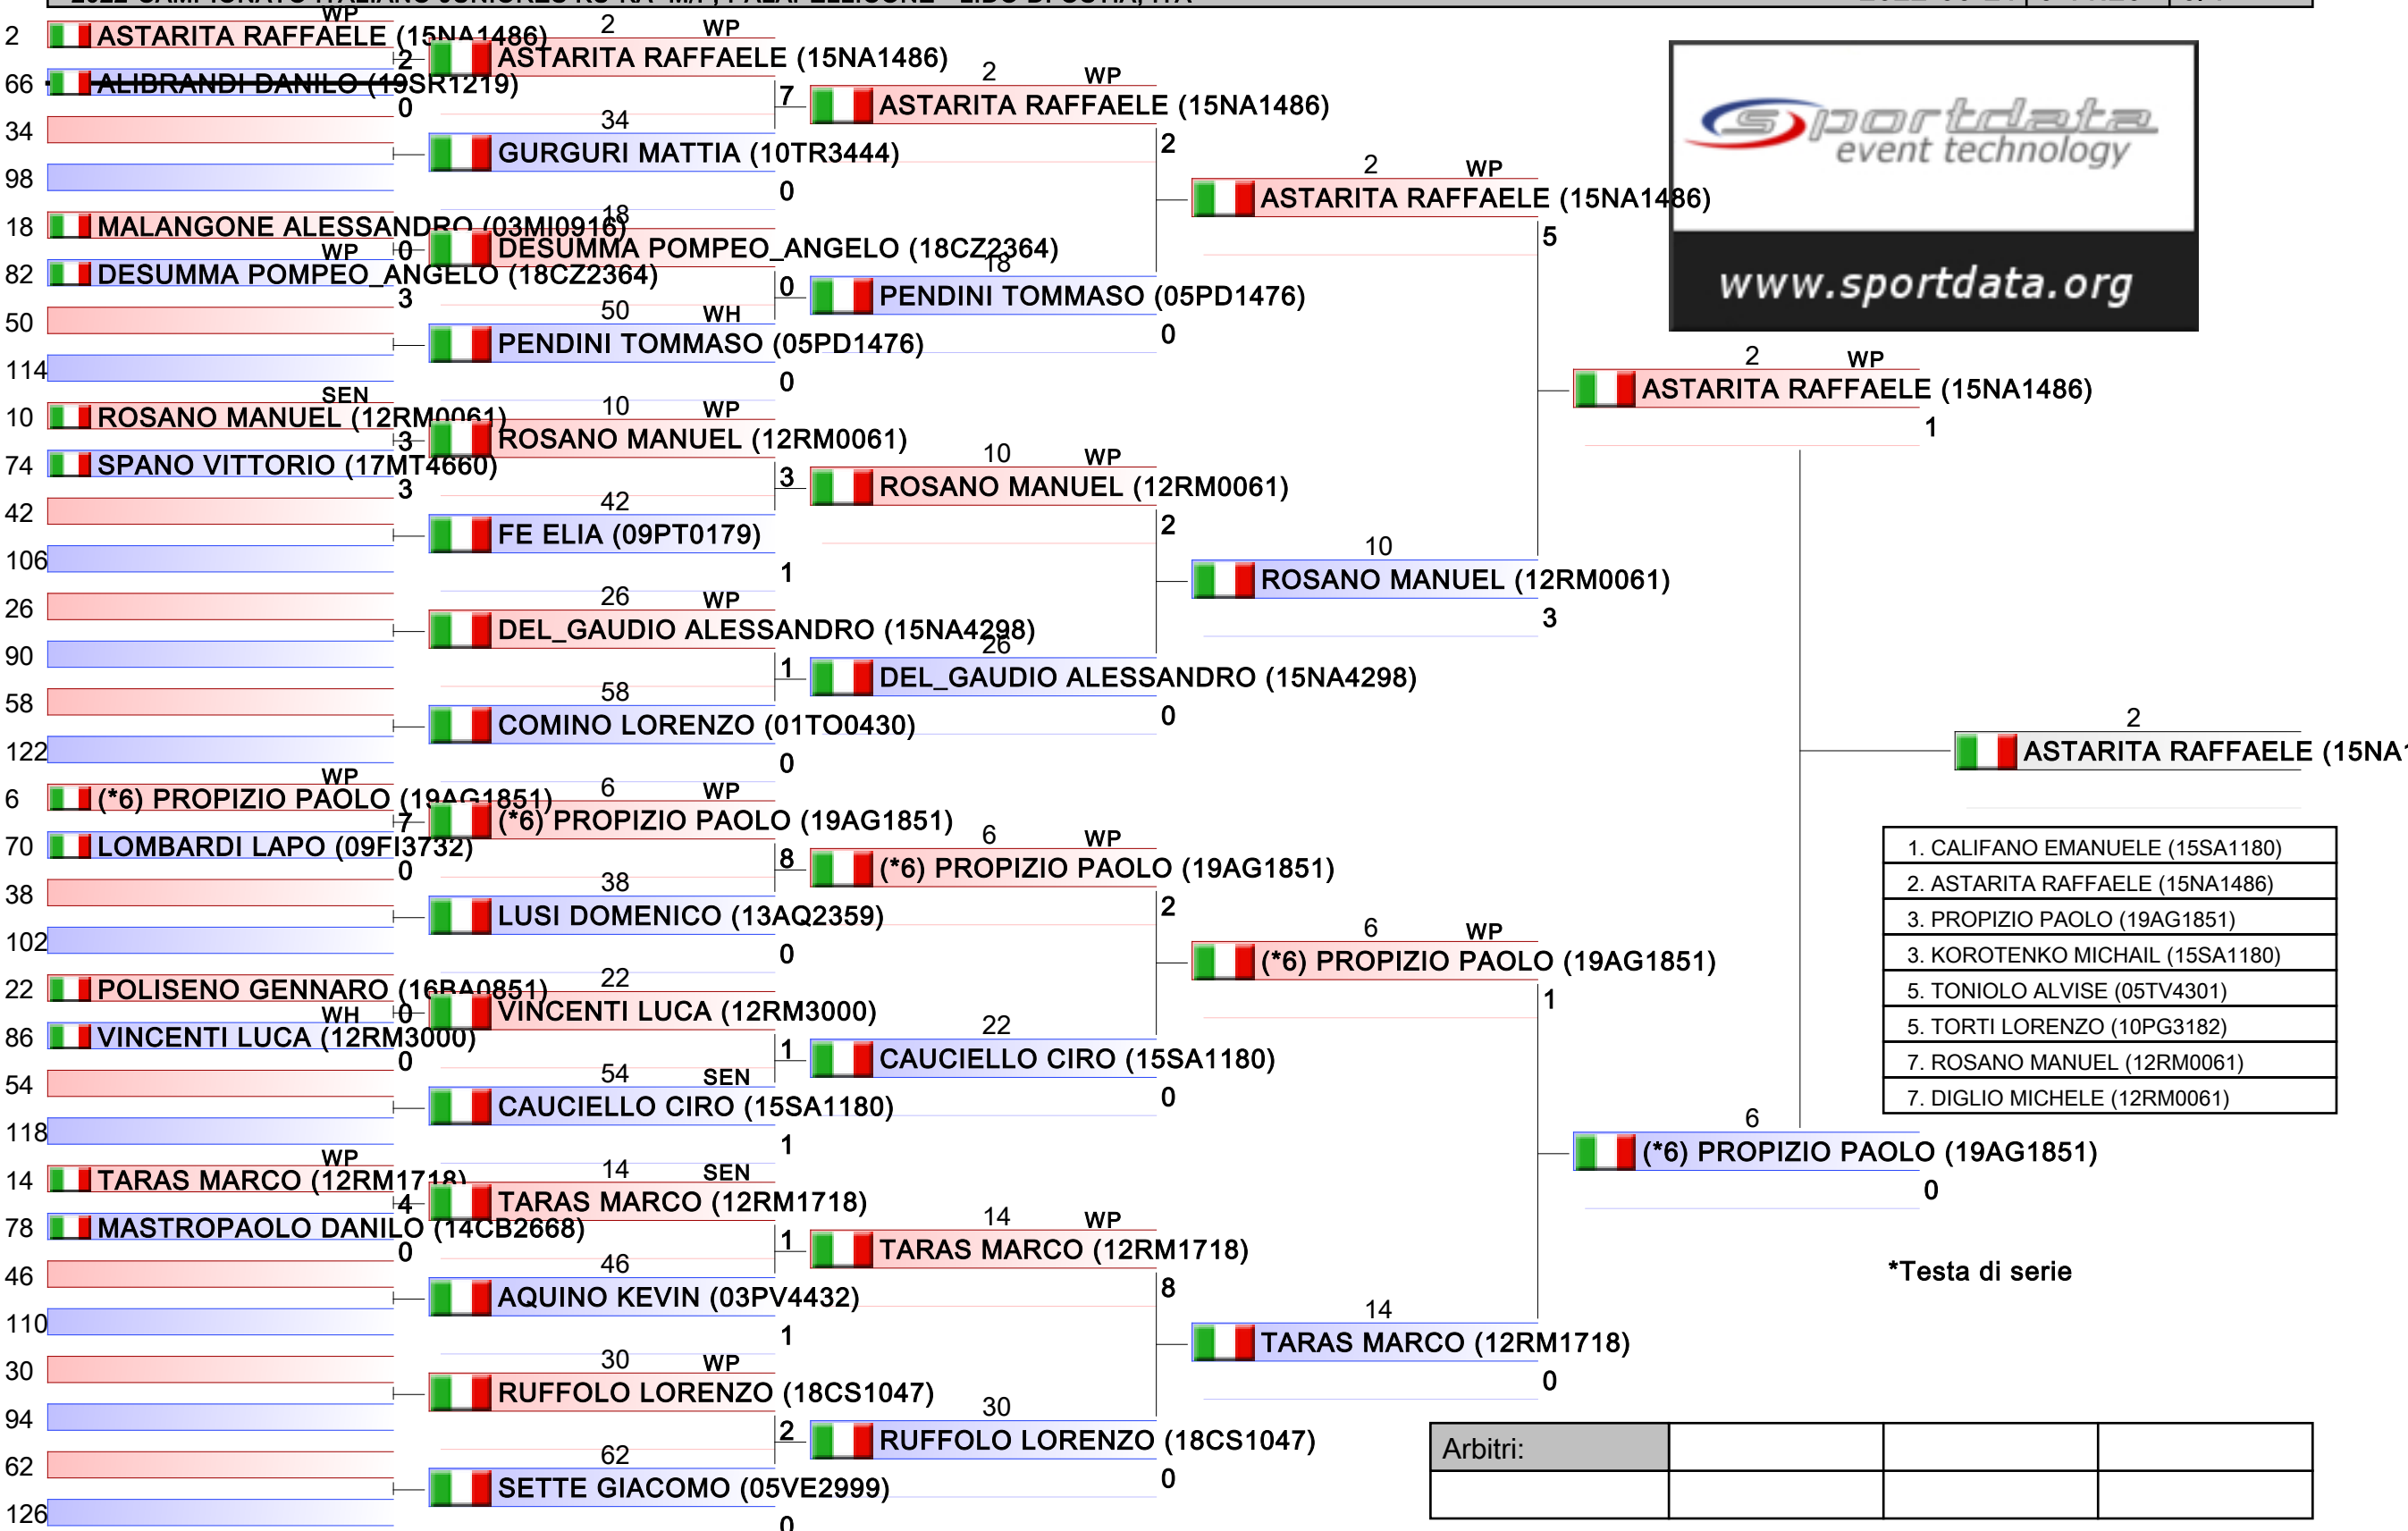 2
WP
ASTARITA RAFFAELE (15NA1486)
2
66
ALIBRANDI DANILO (19SR1219)
0
34
98
18
MALANGONE ALESSANDRO (03MI0916)
0
82
WP
DESUMMA POMPEO_ANGELO (18CZ2364)
3
50
114
10
SEN
ROSANO MANUEL (12RM0061)
3
74
SPANO VITTORIO (17MT4660)
3
42
106
26
90
58
122
6
WP
(*6) PROPIZIO PAOLO (19AG1851)
7
70
LOMBARDI LAPO (09FI3732)
0
38
102
22
POLISENO GENNARO (16BA0851)
0
86
WH
VINCENTI LUCA (12RM3000)
0
54
118
14
WP
TARAS MARCO (12RM1718)
4
78
MASTROPAOLO DANILO (14CB2668)
0
46
110
30
94
62
126
2 WP
ASTARITA RAFFAELE (15NA1486)
7
34
GURGURI MATTIA (10TR3444)
0
18
DESUMMA POMPEO_ANGELO (18CZ2364)
0
50 WH
PENDINI TOMMASO (05PD1476)
0
10 WP
ROSANO MANUEL (12RM0061)
3
42
FE ELIA (09PT0179)
1
26 WP
DEL_GAUDIO ALESSANDRO (15NA4298)
1
58
COMINO LORENZO (01TO0430)
0
6 WP
(*6) PROPIZIO PAOLO (19AG1851)
8
38
LUSI DOMENICO (13AQ2359)
0
22
VINCENTI LUCA (12RM3000)
1
54 SEN
CAUCIELLO CIRO (15SA1180)
1
14 SEN
TARAS MARCO (12RM1718)
1
46
AQUINO KEVIN (03PV4432)
1
30 WP
RUFFOLO LORENZO (18CS1047)
2
62
SETTE GIACOMO (05VE2999)
0
2 WP
ASTARITA RAFFAELE (15NA1486)
2
18
PENDINI TOMMASO (05PD1476)
0
10 WP
ROSANO MANUEL (12RM0061)
2
26
DEL_GAUDIO ALESSANDRO (15NA4298)
0
6 WP
(*6) PROPIZIO PAOLO (19AG1851)
2
22
CAUCIELLO CIRO (15SA1180)
0
14 WP
TARAS MARCO (12RM1718)
8
30
RUFFOLO LORENZO (18CS1047)
0
2 WP
ASTARITA RAFFAELE (15NA1486)
5
10
ROSANO MANUEL (12RM0061)
3
6 WP
(*6) PROPIZIO PAOLO (19AG1851)
1
14
TARAS MARCO (12RM1718)
0
sportdata
event technology
www.sportdata.org
2 WP
ASTARITA RAFFAELE (15NA1486)
1
6
(*6) PROPIZIO PAOLO (19AG1851)
0
2
ASTARITA RAFFAELE (15NA
1. CALIFANO EMANUELE (15SA1180)
2. ASTARITA RAFFAELE (15NA1486)
3. PROPIZIO PAOLO (19AG1851)
3. KOROTENKO MICHAIL (15SA1180)
5. TONIOLO ALVISE (05TV4301)
5. TORTI LORENZO (10PG3182)
7. ROSANO MANUEL (12RM0061)
7. DIGLIO MICHELE (12RM0061)
*Testa di serie
Arbitri: